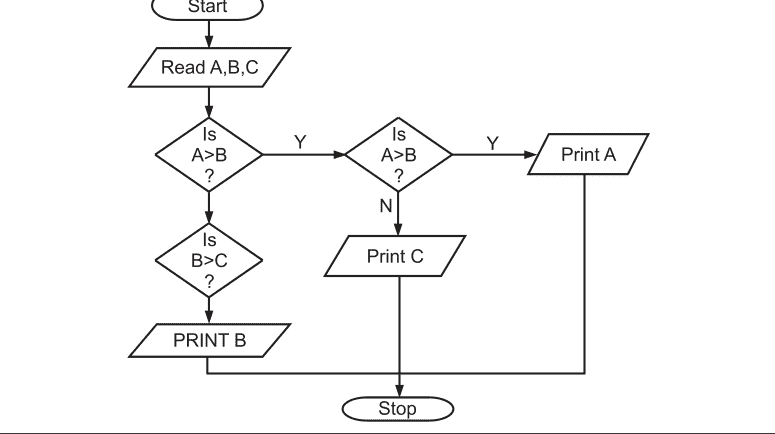 Start
Read A,B,C
Is
A>B
?
Y
Is
A>B
?
Y
Print A
N
Print C
Is
B>C
?
PRINT B
Stop